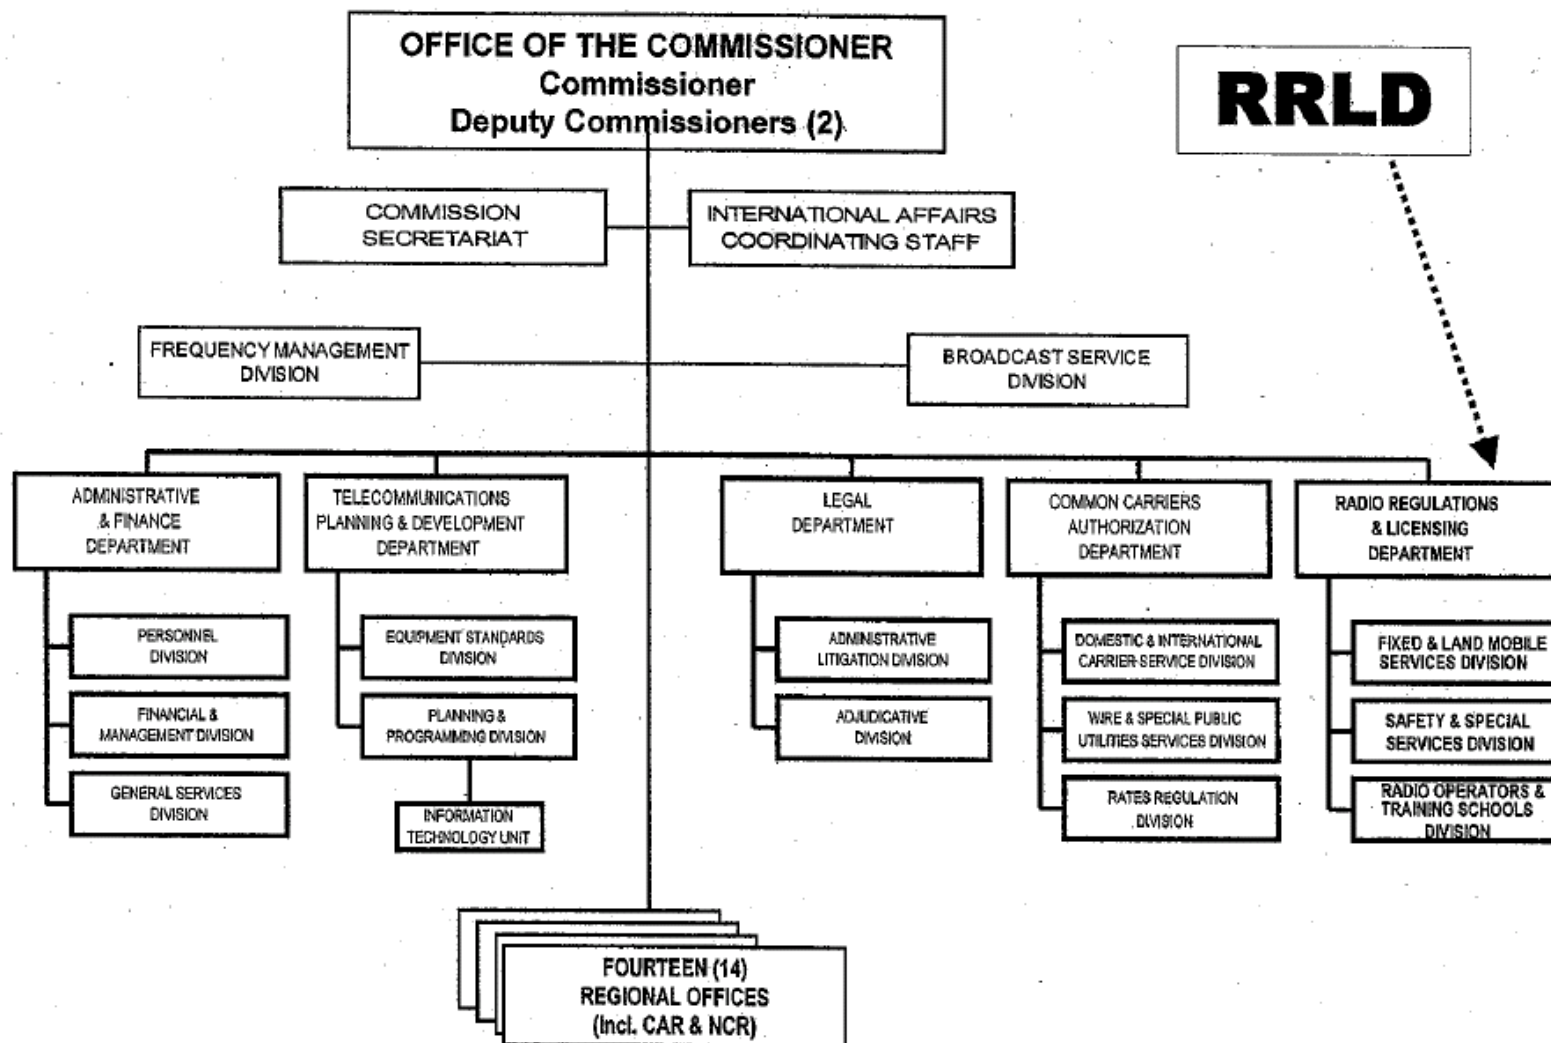 OFFICE OF THE COMMISSIONER
Commissioner
Deputy Commissioners (2)
RRLD
COMMISSION
SECRETARIAT
INTERNATIONAL AFFAIRS
COORDINATING STAFF
FREQUENCY MANAGEMENT
DIVISION
BROADCAST SERVICE
DIVISION
ADMINISTRATIVE
& FINANCE
DEPARTMENT
TELECOMMUNICATIONS
PLANNING & DEVELOPMENT
DEPARTMENT
LEGAL
DEPARTMENT
COMMON CARRIERS
AUTHORIZATION
DEPARTMENT
RADIO REGULATIONS
& LICENSING
DEPARTMENT
PERSONNEL
DIVISION
FINANCIAL &
MANAGEMENT DIVISION
GENERAL SERVICES
DIVISION
EQUIPMENT STANDARDS
DIVISION
PLANNING &
PROGRAMMING DIVISION
INFORMATION
TECHNOLOGY UNIT
ADMINISTRATIVE
LITIGATION DIVISION
ADJUDICATIVE
DIVISION
DOMESTIC & INTERNATIONAL
CARRIER-SERVICE DIVISION
WIRE & SPECIAL PUBLIC
UTILITIES SERVICES DIVISION
RATES REGULATION
DIVISION
FIXED & LAND MOBILE
SERVICES DIVISION
SAFETY & SPECIAL
SERVICES DIVISION
RADIO OPERATORS &
TRAINING SCHOOLS
DIVISION
FOURTEEN (14)
REGIONAL OFFICES
(Incl. CAR & NCR)